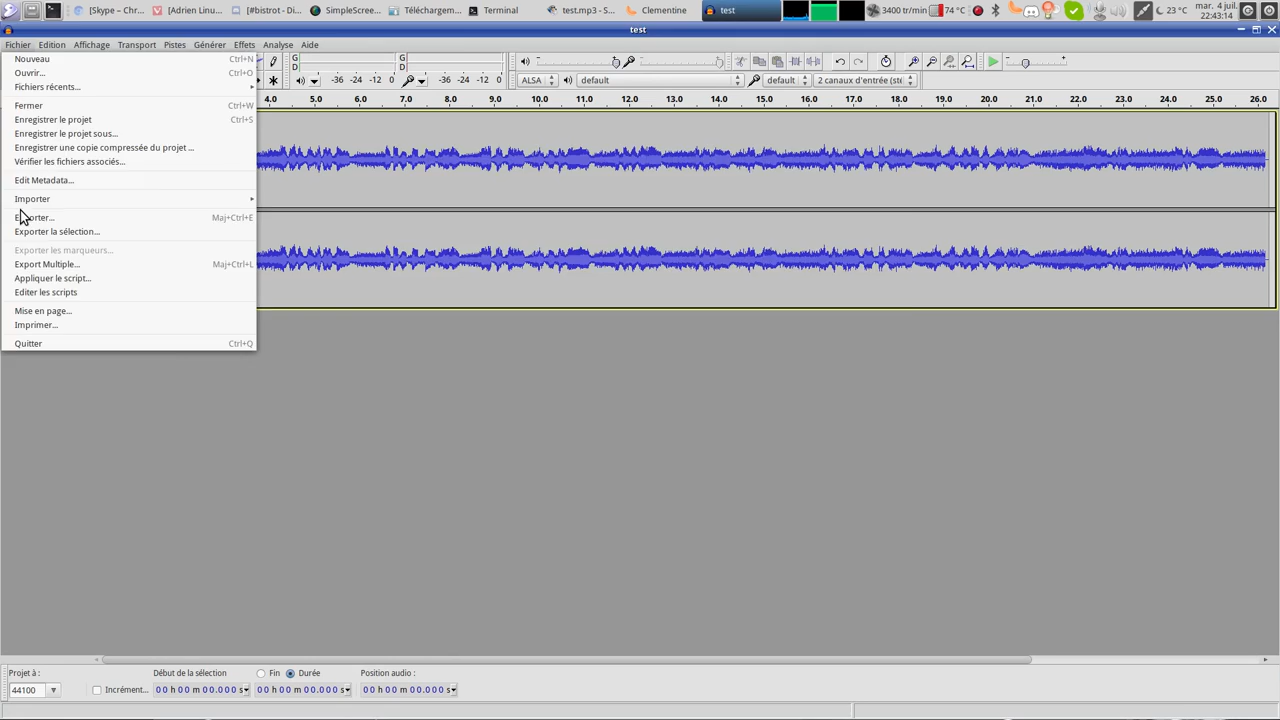 [Skype – Chr... [Adrien Linu... [#bistrot - Di... SimpleScree... Téléchargem... Terminal test.mp3 - S... Clementine test 3400 tr/min 74 °C 23 °C mar. 4 juil. 22:43:14
test
Fichier Edition Affichage Transport Pistes Générer Effets Analyse Aide
Nouveau Ctrl+N
Ouvrir... Ctrl+O
Fichiers récents...
Fermer Ctrl+W
Enregistrer le projet Ctrl+S
Enregistrer le projet sous...
Enregistrer une copie compressée du projet ...
Vérifier les fichiers associés...
Edit Metadata...
Importer
Exporter... Maj+Ctrl+E
Exporter la sélection...
Exporter les marqueurs...
Export Multiple... Maj+Ctrl+L
Appliquer le script...
Editer les scripts
Mise en page...
Imprimer...
Quitter Ctrl+Q
G G
D D
-36 -24 -12 0 -36 -24 -12 0 ALSA default default 2 canaux d'entrée (sté
4.0 5.0 6.0 7.0 8.0 9.0 10.0 11.0 12.0 13.0 14.0 15.0 16.0 17.0 18.0 19.0 20.0 21.0 22.0 23.0 24.0 25.0 26.0
Projet à : Début de la sélection Fin Durée Position audio :
44100 Incrément... 00 h 00 m 00.000 s 00 h 00 m 00.000 s 00 h 00 m 00.000 s